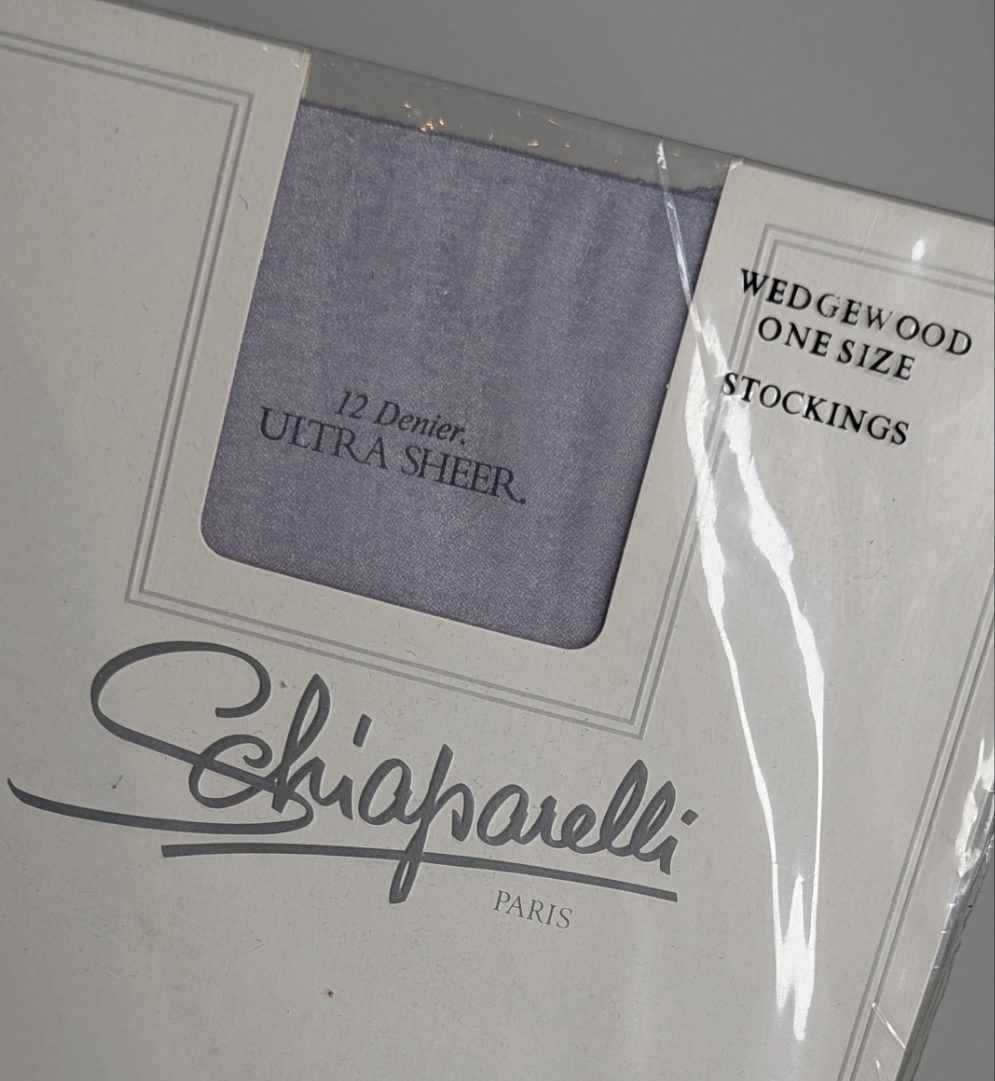 WEDGEWOOD
ONE SIZE
STOCKINGS
12 Denier.
ULTRA SHEER.
Schiaparelli
PARIS